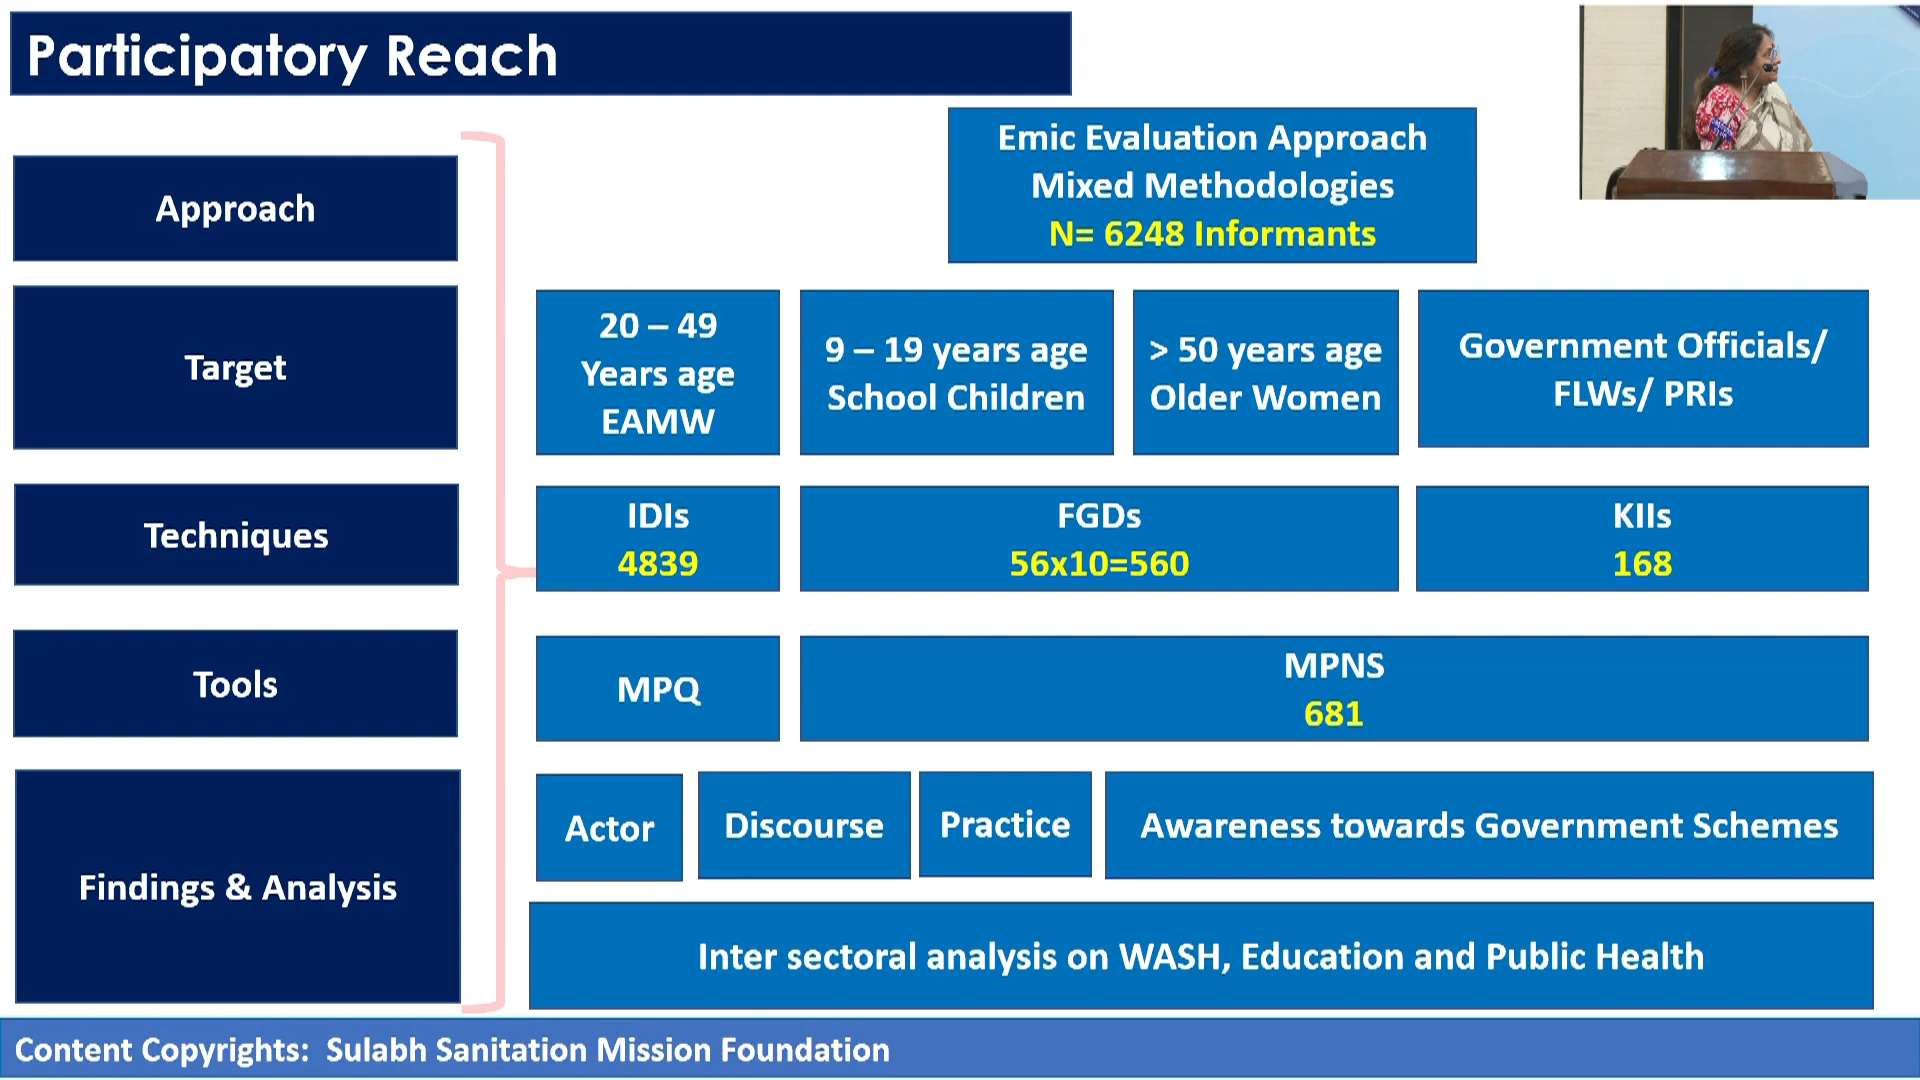 Participatory Reach
Emic Evaluation Approach
Mixed Methodologies
N= 6248 Informants
Approach
Target
20 – 49
Years age
EAMW
9 – 19 years age
School Children
> 50 years age
Older Women
Government Officials/
FLWs/ PRIs
Techniques
IDIs
4839
FGDs
56x10=560
KIIs
168
Tools
MPQ
MPNS
681
Findings & Analysis
Actor
Discourse
Practice
Awareness towards Government Schemes
Inter sectoral analysis on WASH, Education and Public Health
Content Copyrights: Sulabh Sanitation Mission Foundation